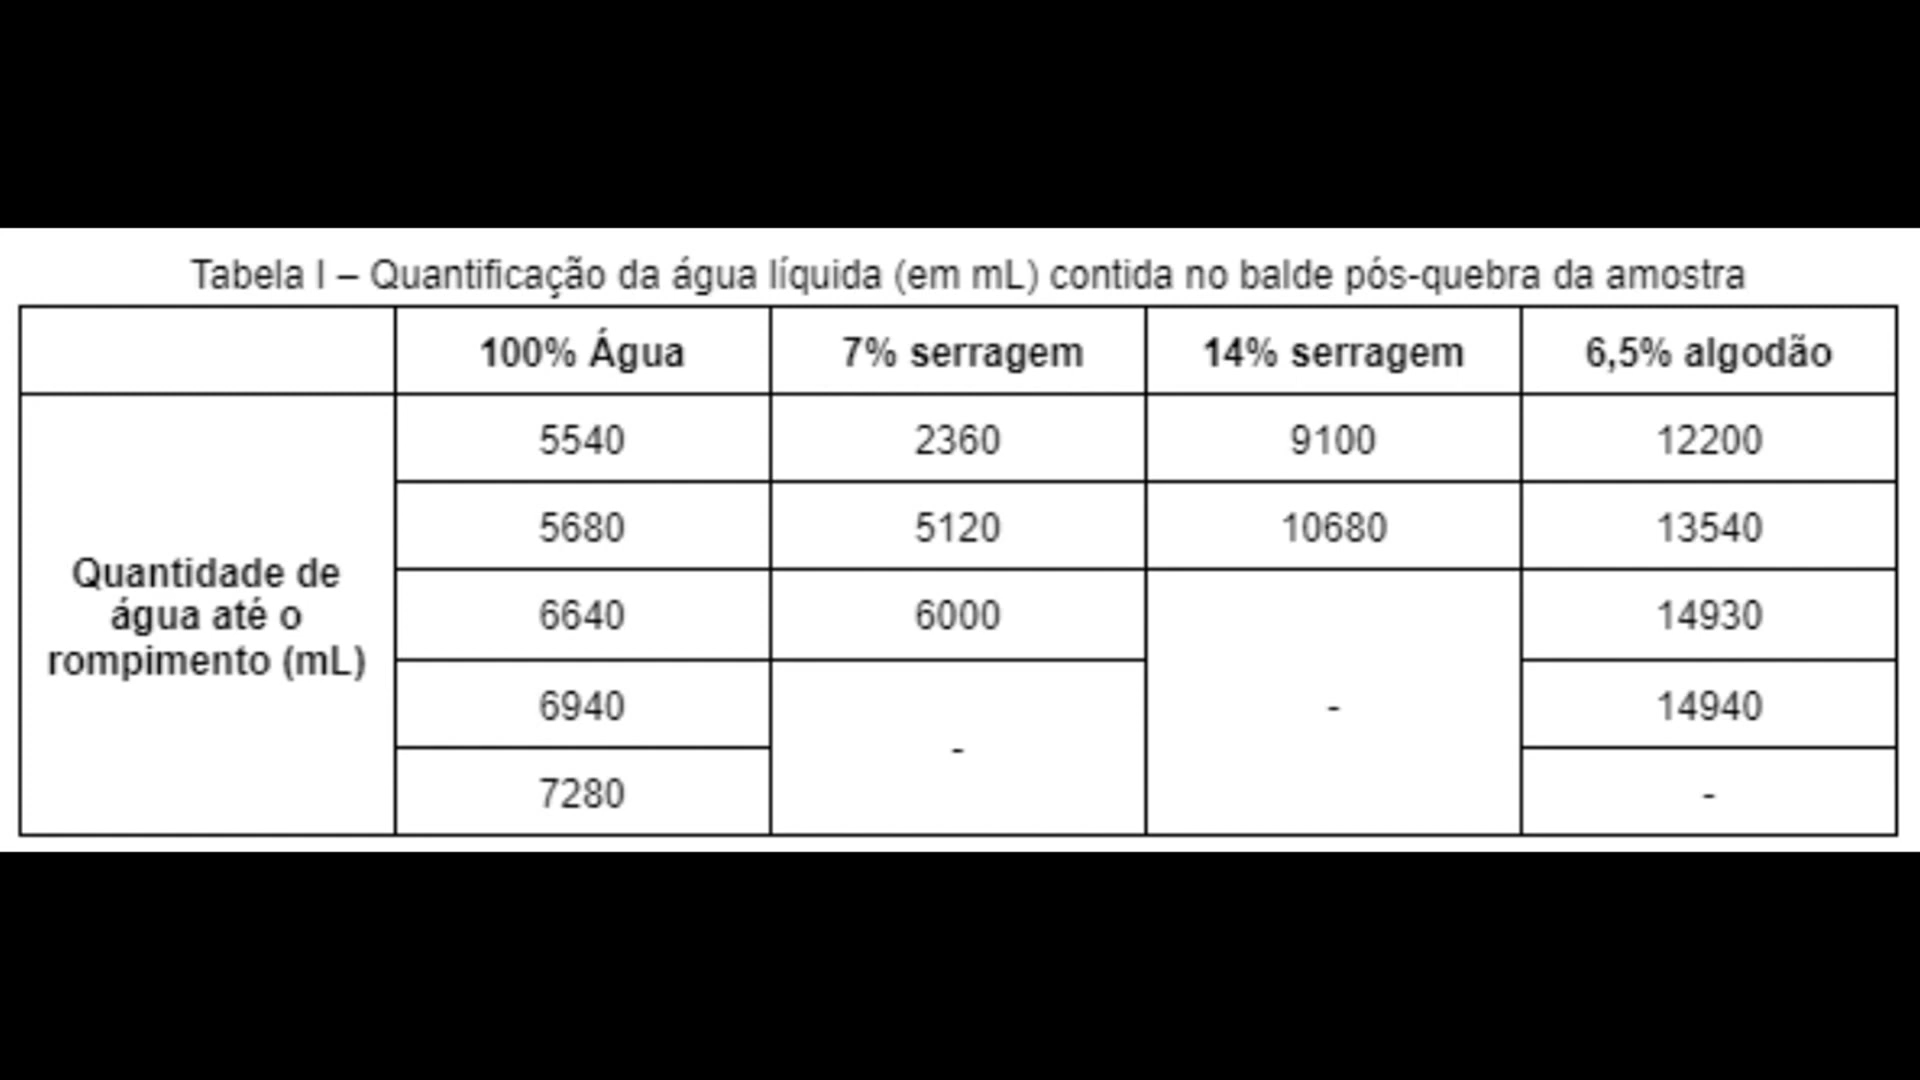 Tabela I – Quantificação da água líquida (em mL) contida no balde pós-quebra da amostra
100% Água 7% serragem 14% serragem 6,5% algodão
Quantidade de
água até o
rompimento (mL)
5540 2360 9100 12200
5680 5120 10680 13540
6640 6000 14930
6940 - - 14940
7280 -